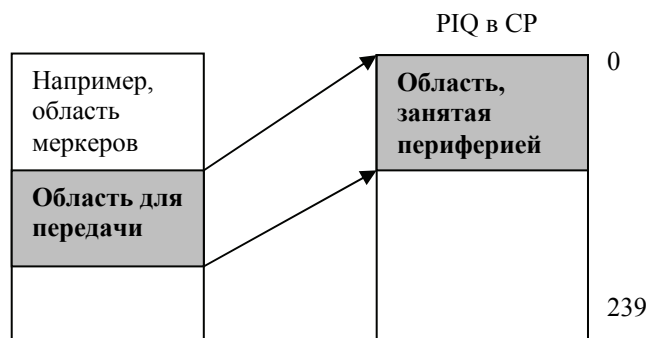 PIQ в CP
Например,
область
меркеров
Область для
передачи
Область,
занятая
периферией
0
239